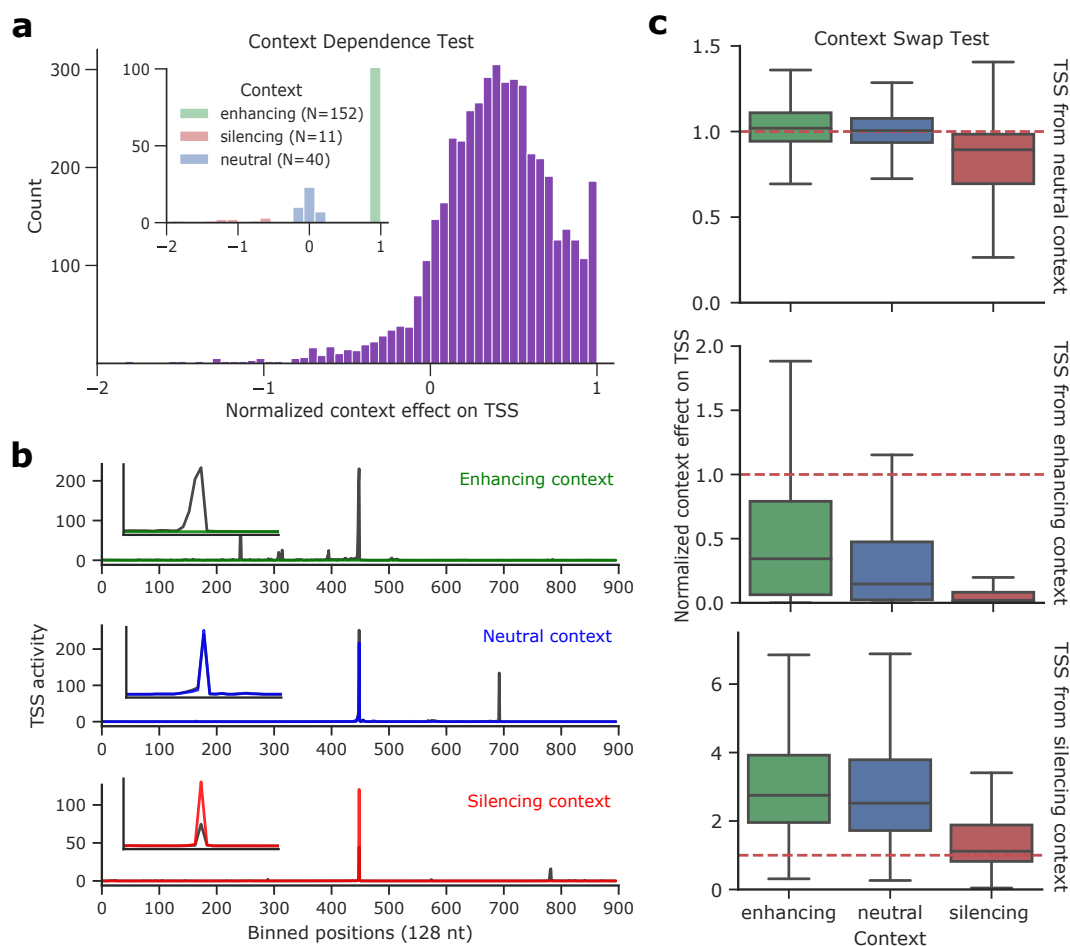 a
Context Dependence Test
300
200
100
Count
100
50
0
Context
enhancing (N=152)
silencing (N=11)
neutral (N=40)
−2
−1
0
1
−2
−1
0
1
Normalized context effect on TSS
b
TSS activity
200
100
0
Enhancing context
0 100 200 300 400 500 600 700 800 900
200
100
0
Neutral context
0 100 200 300 400 500 600 700 800 900
100
50
0
Silencing context
0 100 200 300 400 500 600 700 800 900
Binned positions (128 nt)
c
Context Swap Test
Normalized context effect on TSS
1.5
1.0
0.5
0.0
TSS from neutral context
2.0
1.5
1.0
0.5
0.0
TSS from enhancing context
6
4
2
0
TSS from silencing context
enhancing neutral silencing
Context